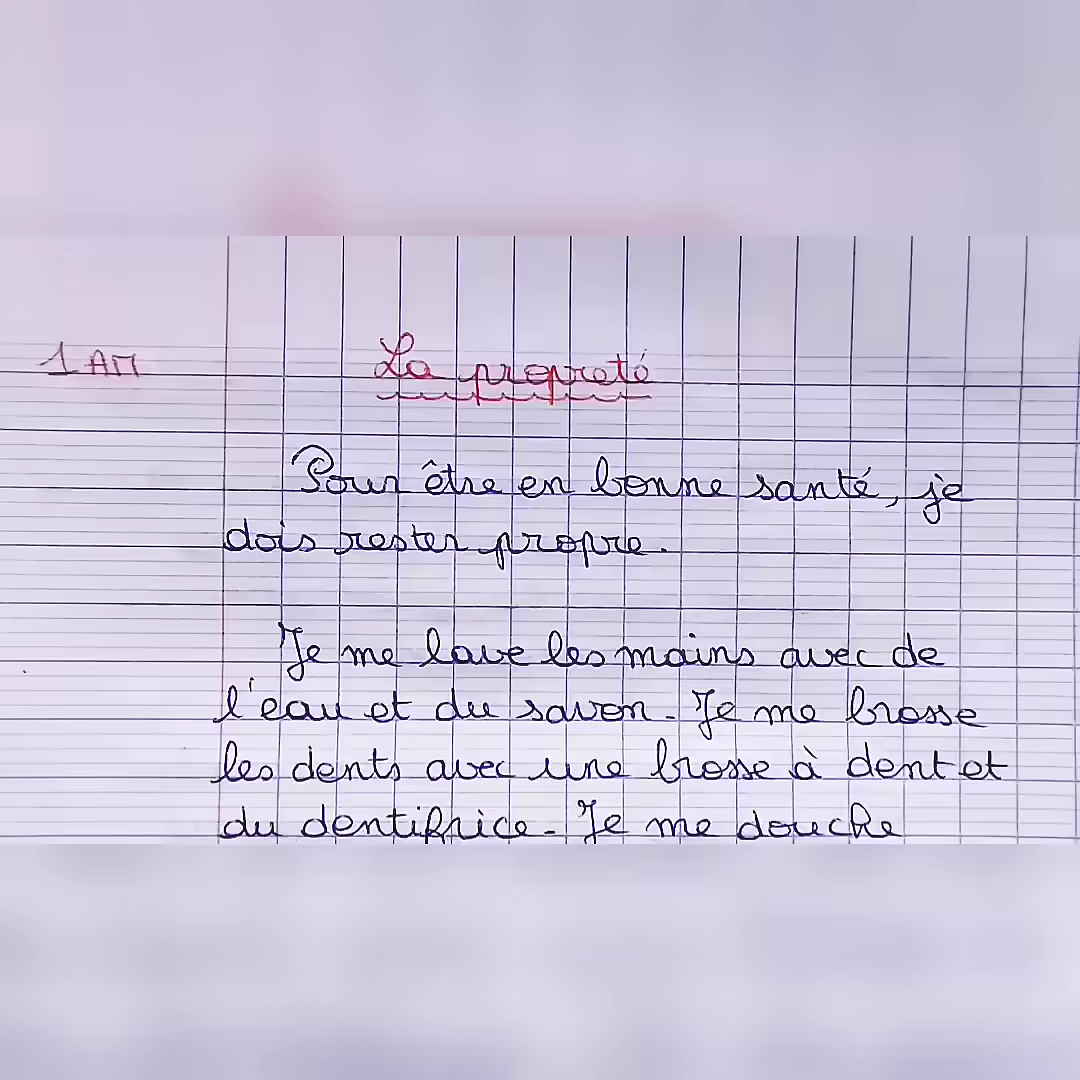 1 AM
La propreté
Pour être en bonne santé, je
dois rester propre.
Je me lave les mains avec de
l'eau et du savon. Je me brosse
les dents avec une brosse à dent et
du dentifrice. Je me douche